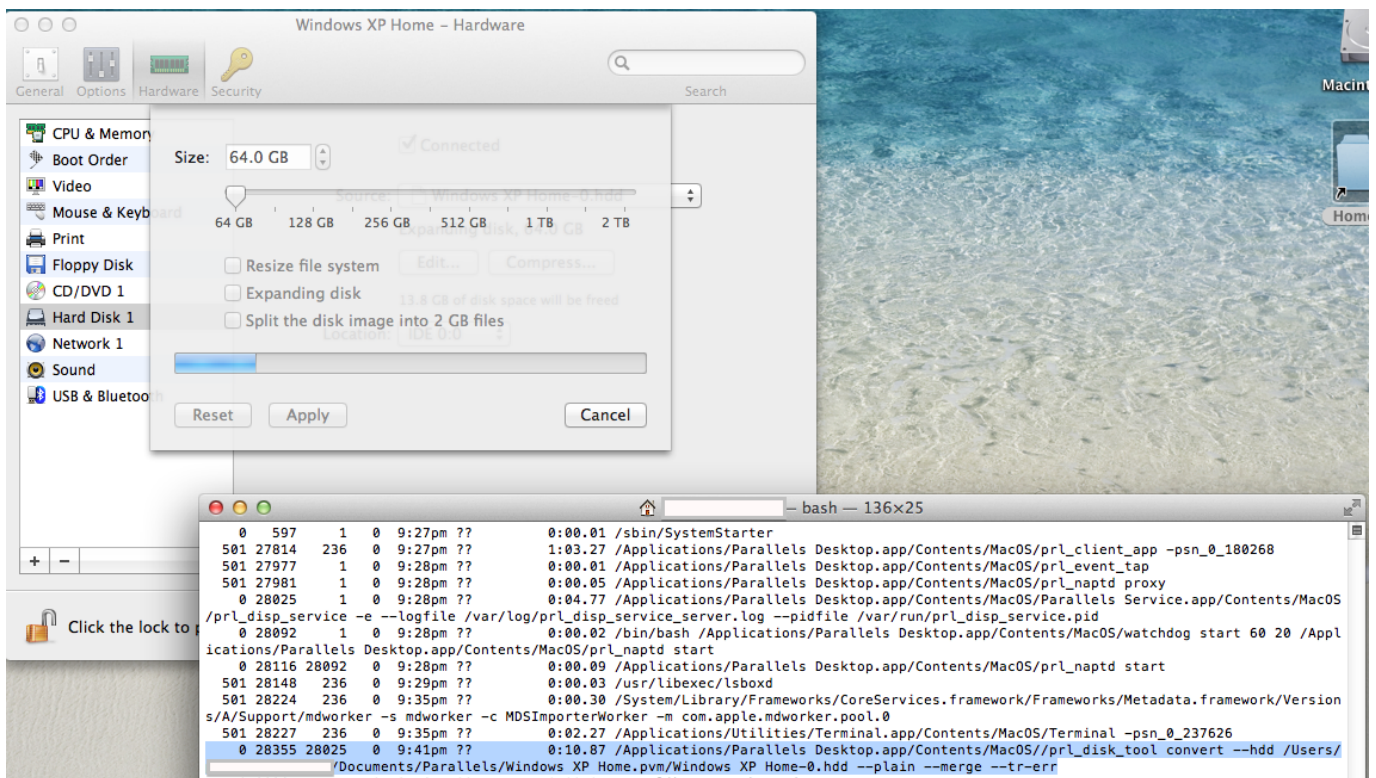 Windows XP Home – Hardware
General Options Hardware Security
Search
CPU & Memory
Boot Order
Video
Mouse & Keyboard
Print
Floppy Disk
CD/DVD 1
Hard Disk 1
Network 1
Sound
USB & Bluetooth
+ −
Click the lock to p
Size: 64.0 GB
Connected
Source: Windows XP Home-0.hdd
64 GB 128 GB 256 GB 512 GB 1 TB 2 TB
Expanding disk, 64.0 GB
Resize file system
Edit... Compress...
Expanding disk
13.8 GB of disk space will be freed
Split the disk image into 2 GB files
Location: IDE 0:0
Reset Apply Cancel
Macint
Home
– bash — 136×25
0 597 1 0 9:27pm ?? 0:00.01 /sbin/SystemStarter
501 27814 236 0 9:27pm ?? 1:03.27 /Applications/Parallels Desktop.app/Contents/MacOS/prl_client_app -psn_0_180268
501 27977 1 0 9:28pm ?? 0:00.01 /Applications/Parallels Desktop.app/Contents/MacOS/prl_event_tap
501 27981 1 0 9:28pm ?? 0:00.05 /Applications/Parallels Desktop.app/Contents/MacOS/prl_naptd proxy
0 28025 1 0 9:28pm ?? 0:04.77 /Applications/Parallels Desktop.app/Contents/MacOS/Parallels Service.app/Contents/MacOS
/prl_disp_service -e --logfile /var/log/prl_disp_service_server.log --pidfile /var/run/prl_disp_service.pid
0 28092 1 0 9:28pm ?? 0:00.02 /bin/bash /Applications/Parallels Desktop.app/Contents/MacOS/watchdog start 60 20 /Appl
ications/Parallels Desktop.app/Contents/MacOS/prl_naptd start
0 28116 28092 0 9:28pm ?? 0:00.09 /Applications/Parallels Desktop.app/Contents/MacOS/prl_naptd start
501 28148 236 0 9:29pm ?? 0:00.03 /usr/libexec/lsboxd
501 28224 236 0 9:35pm ?? 0:00.30 /System/Library/Frameworks/CoreServices.framework/Frameworks/Metadata.framework/Version
s/A/Support/mdworker -s mdworker -c MDSImporterWorker -m com.apple.mdworker.pool.0
501 28227 236 0 9:35pm ?? 0:02.27 /Applications/Utilities/Terminal.app/Contents/MacOS/Terminal -psn_0_237626
0 28355 28025 0 9:41pm ?? 0:10.87 /Applications/Parallels Desktop.app/Contents/MacOS//prl_disk_tool convert --hdd /Users/
/Documents/Parallels/Windows XP Home.pvm/Windows XP Home-0.hdd --plain --merge --tr-err